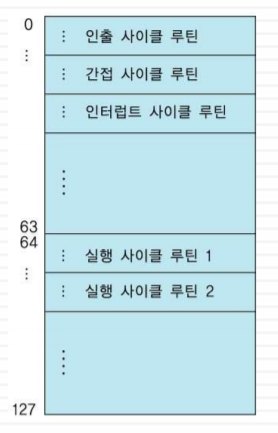 0
⋮ 인출 사이클 루틴
⋮
⋮ 간접 사이클 루틴
⋮ 인터럽트 사이클 루틴
⋮
63
64
⋮ 실행 사이클 루틴 1
⋮
⋮ 실행 사이클 루틴 2
⋮
127